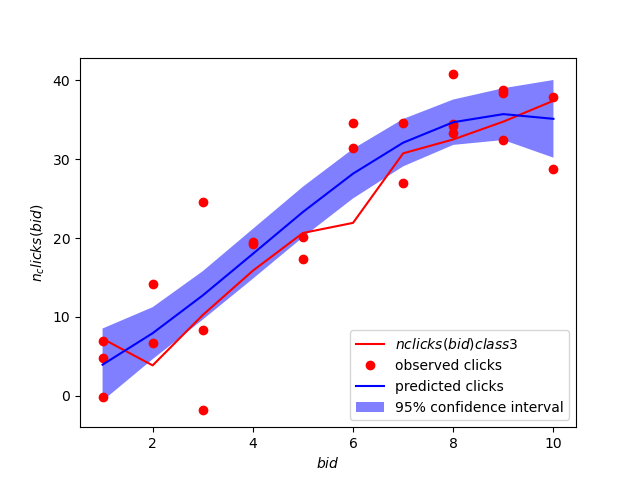 40
30
20
10
0
n_clicks(bid)
2
4
6
8
10
bid
nclicks(bid)class3
observed clicks
predicted clicks
95% confidence interval